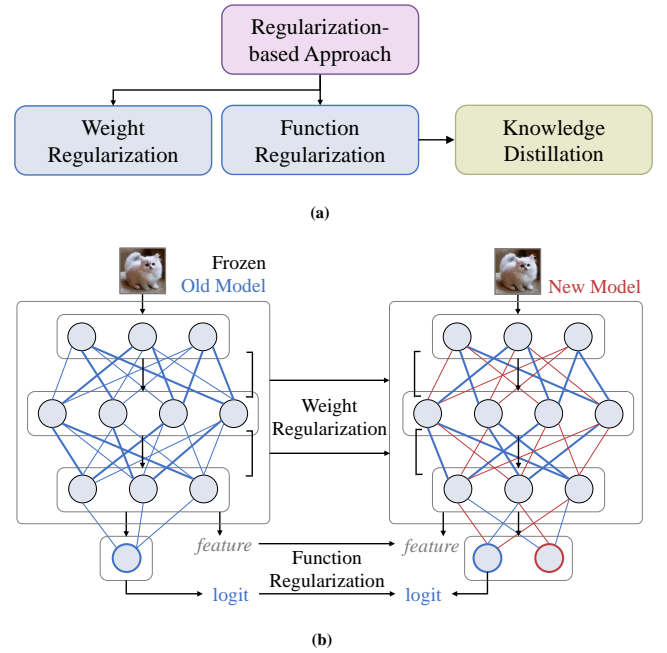 Regularization-
based Approach
Weight
Regularization
Function
Regularization
Knowledge
Distillation
(a)
Frozen
Old Model
New Model
Weight
Regularization
feature
Function
Regularization
feature
logit
logit
(b)